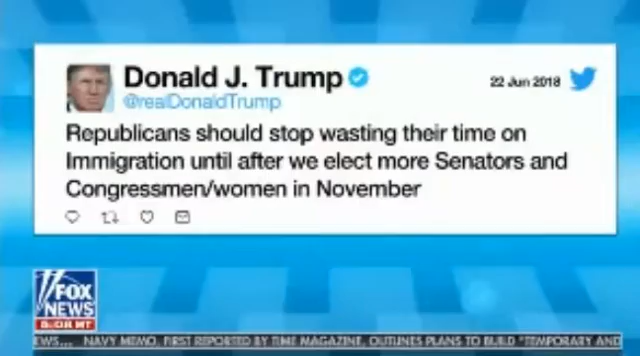 Donald J. Trump
@realDonaldTrump
22 Jun 2018
Republicans should stop wasting their time on
Immigration until after we elect more Senators and
Congressmen/women in November
FOX
NEWS
MT
EWS... NAVY MEMO, FIRST REPORTED BY TIME MAGAZINE, OUTLINES PLANS TO BUILD "TEMPORARY AND